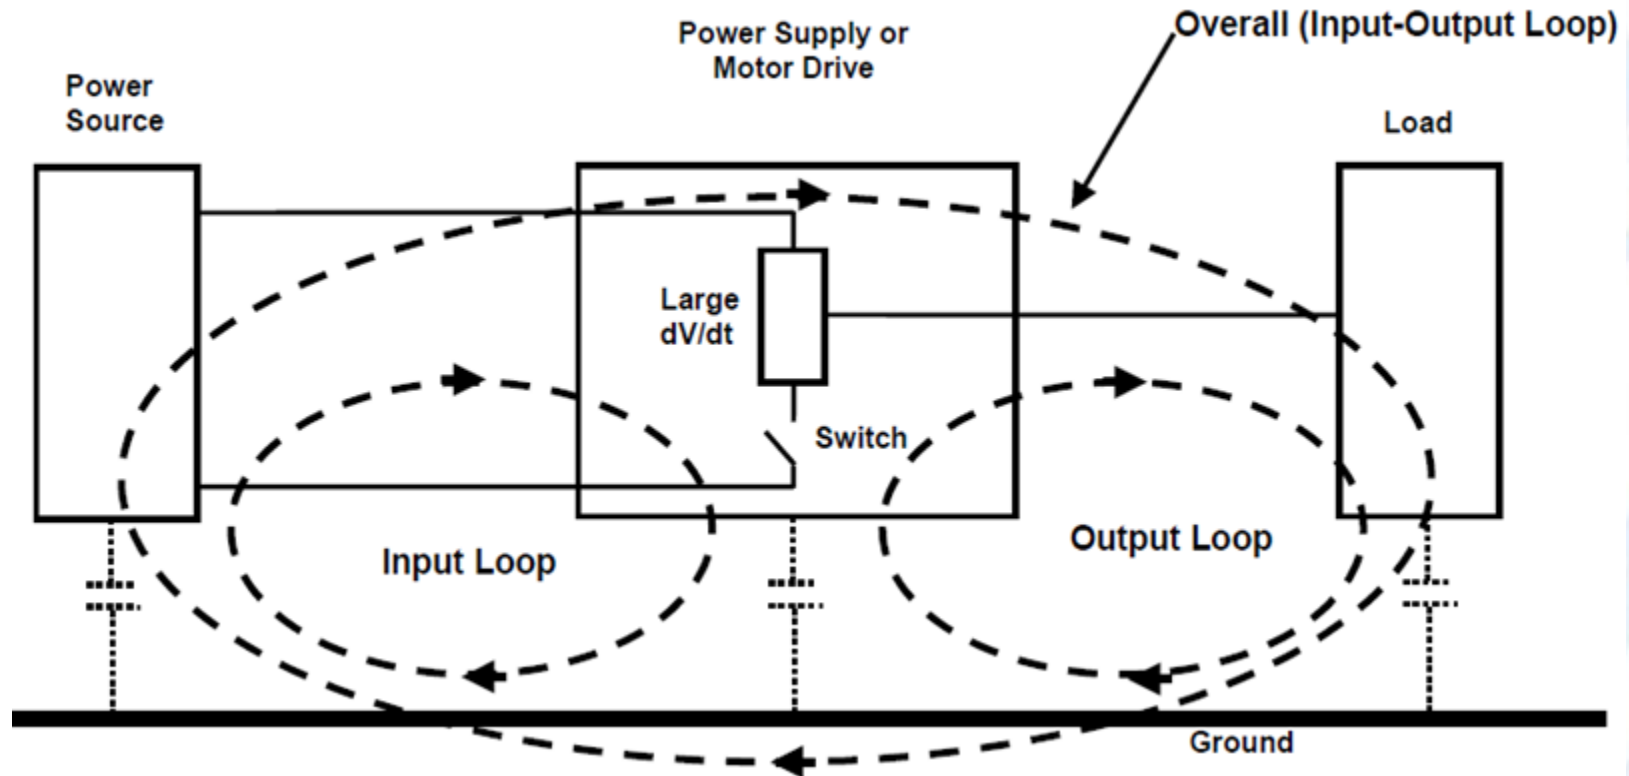 Overall (Input-Output Loop)
Power Supply or
Motor Drive
Power
Source
Load
Large
dV/dt
Switch
Input Loop
Output Loop
Ground